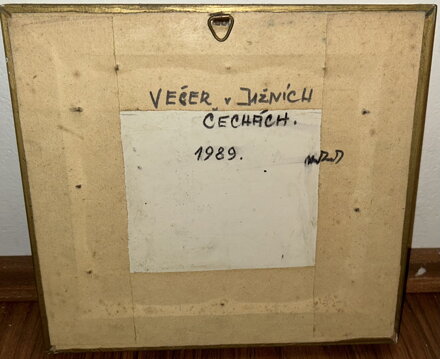 VEČER v JIŽNÍCH
ČECHÁCH.
1989.